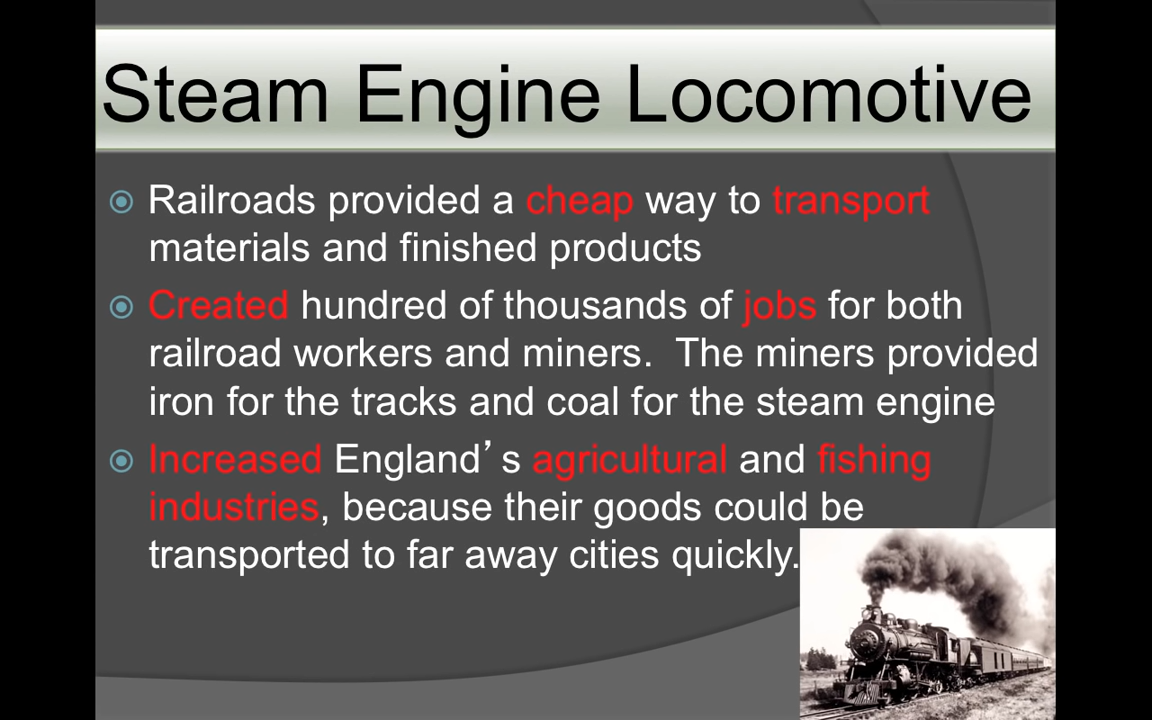 Steam Engine Locomotive
Railroads provided a cheap way to transport
materials and finished products
Created hundred of thousands of jobs for both
railroad workers and miners.  The miners provided
iron for the tracks and coal for the steam engine
Increased England’s agricultural and fishing
industries, because their goods could be
transported to far away cities quickly.